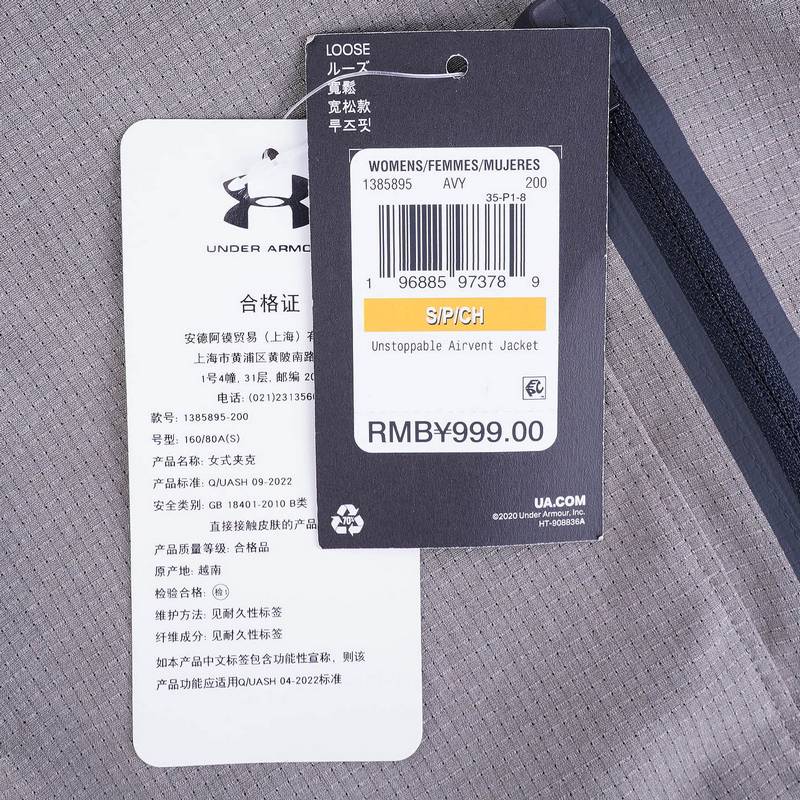 LOOSE
ルーズ
寬鬆
宽松款
루즈핏
WOMENS/FEMMES/MUJERES
1385895 AVY 200
35-P1-8
1 96885 97378 9
S/P/CH
Unstoppable Airvent Jacket
RMB¥999.00
70%
UA.COM
©2020 Under Armour, Inc.
HT-908836A
UNDER
合格证
安德阿镆贸易（上海）
上海市黄浦区黄陂南路
1号4幢, 31层, 邮编
电话: (021)
款号: 1385895-200
号型: 160/80A(S)
产品名称: 女式夹克
产品标准: Q/UASH 09-2022
安全类别: GB 18401-2010 B类
直接接触皮肤的产品
产品质量等级: 合格品
原产地: 越南
检验合格: 检1
维护方法: 见耐久性标签
纤维成分: 见耐久性标签
如本产品中文标签包含功能性宣称，则该
产品功能应适用Q/UASH 04-2022标准